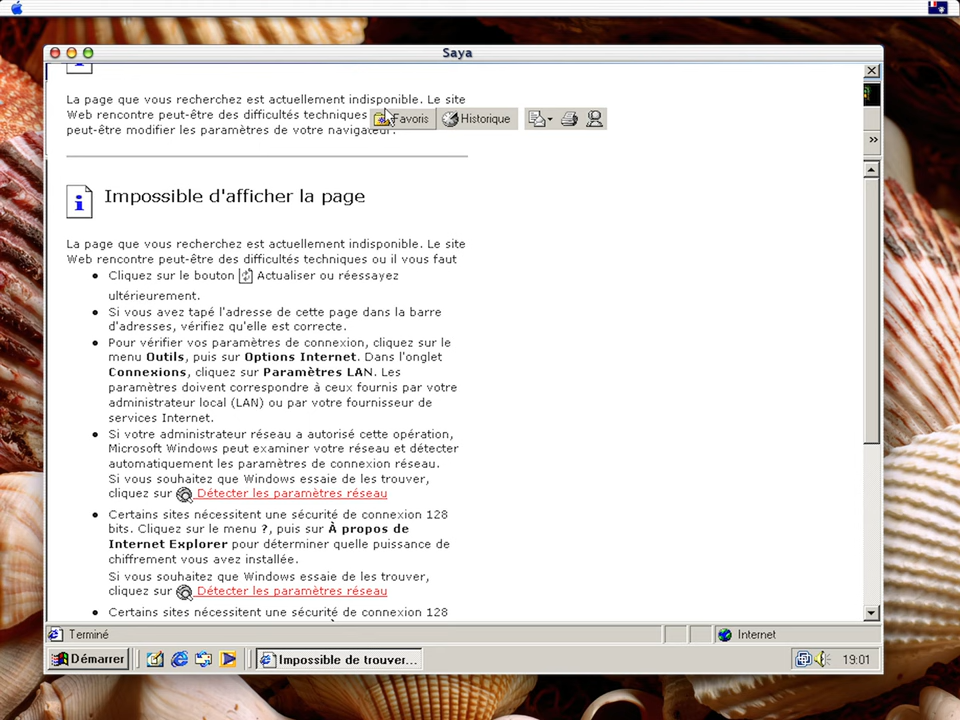 Saya
La page que vous recherchez est actuellement indisponible. Le site
Web rencontre peut-être des difficultés techniques
peut-être modifier les paramètres de votre navigateur.
Favoris
Historique
»
Impossible d'afficher la page
La page que vous recherchez est actuellement indisponible. Le site
Web rencontre peut-être des difficultés techniques ou il vous faut
• Cliquez sur le bouton Actualiser ou réessayez
ultérieurement.
• Si vous avez tapé l'adresse de cette page dans la barre
d'adresses, vérifiez qu'elle est correcte.
• Pour vérifier vos paramètres de connexion, cliquez sur le
menu Outils, puis sur Options Internet. Dans l'onglet
Connexions, cliquez sur Paramètres LAN. Les
paramètres doivent correspondre à ceux fournis par votre
administrateur local (LAN) ou par votre fournisseur de
services Internet.
• Si votre administrateur réseau a autorisé cette opération,
Microsoft Windows peut examiner votre réseau et détecter
automatiquement les paramètres de connexion réseau.
Si vous souhaitez que Windows essaie de les trouver,
cliquez sur Détecter les paramètres réseau
• Certains sites nécessitent une sécurité de connexion 128
bits. Cliquez sur le menu ?, puis sur À propos de
Internet Explorer pour déterminer quelle puissance de
chiffrement vous avez installée.
Si vous souhaitez que Windows essaie de les trouver,
cliquez sur Détecter les paramètres réseau
• Certains sites nécessitent une sécurité de connexion 128
Terminé
Internet
Démarrer
Impossible de trouver...
19:01